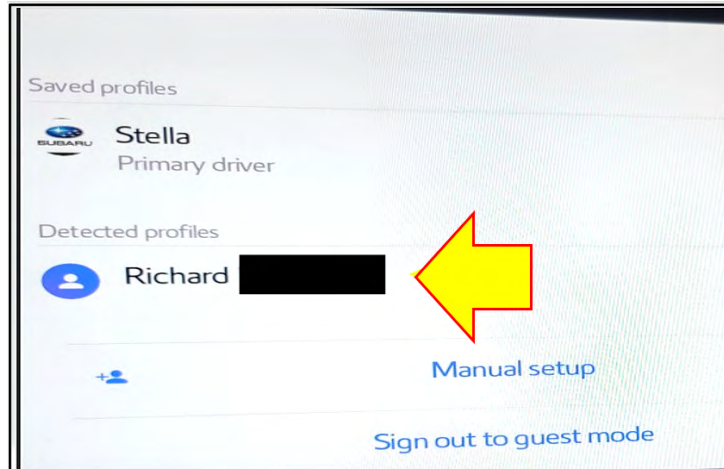 Saved profiles
SUBARU
Stella
Primary driver
Detected profiles
Richard
Manual setup
Sign out to guest mode